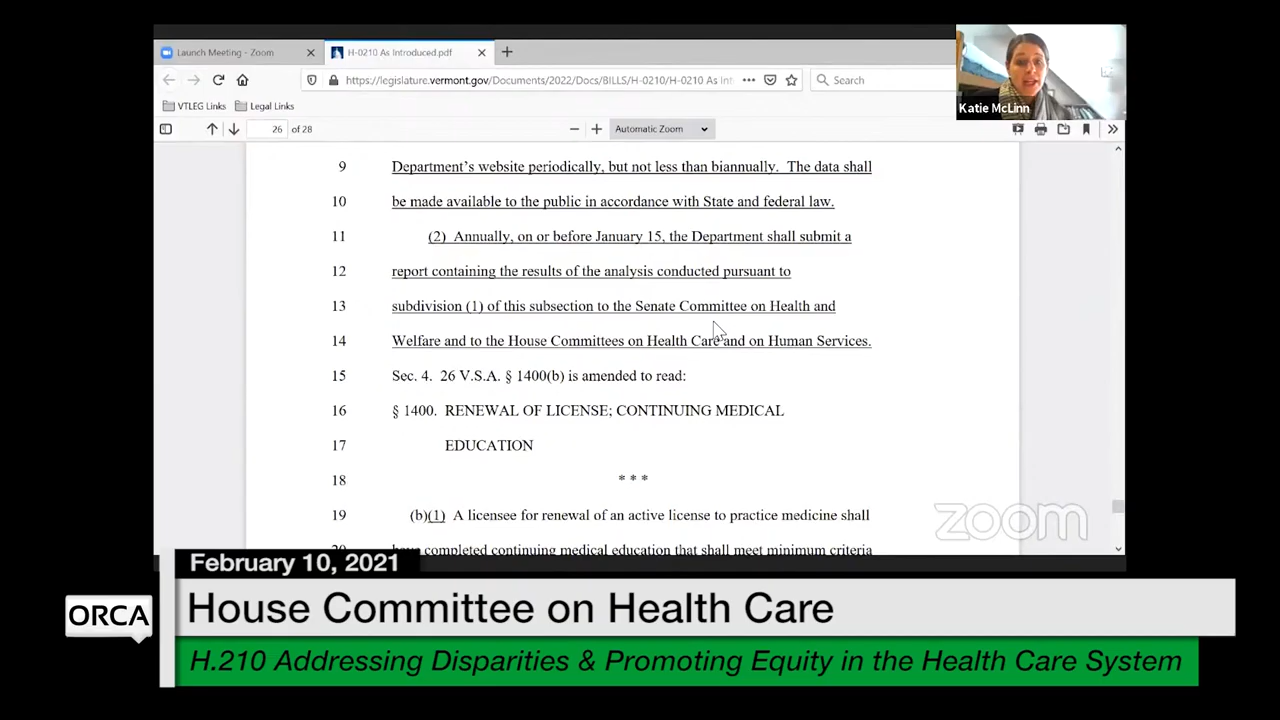 Launch Meeting - Zoom
H-0210 As Introduced.pdf
https://legislature.vermont.gov/Documents/2022/Docs/BILLS/H-0210/H-0210 As
Search
VTLEG Links
Legal Links
Katie McLinn
26 of 28
Automatic Zoom
9 Department's website periodically, but not less than biannually. The data shall
10 be made available to the public in accordance with State and federal law.
11 (2) Annually, on or before January 15, the Department shall submit a
12 report containing the results of the analysis conducted pursuant to
13 subdivision (1) of this subsection to the Senate Committee on Health and
14 Welfare and to the House Committees on Health Care and on Human Services.
15 Sec. 4. 26 V.S.A. § 1400(b) is amended to read:
16 § 1400. RENEWAL OF LICENSE; CONTINUING MEDICAL
17 EDUCATION
18 * * *
19 (b)(1) A licensee for renewal of an active license to practice medicine shall
20 have completed continuing medical education that shall meet minimum criteria
zoom
February 10, 2021
ORCA
House Committee on Health Care
H.210 Addressing Disparities & Promoting Equity in the Health Care System